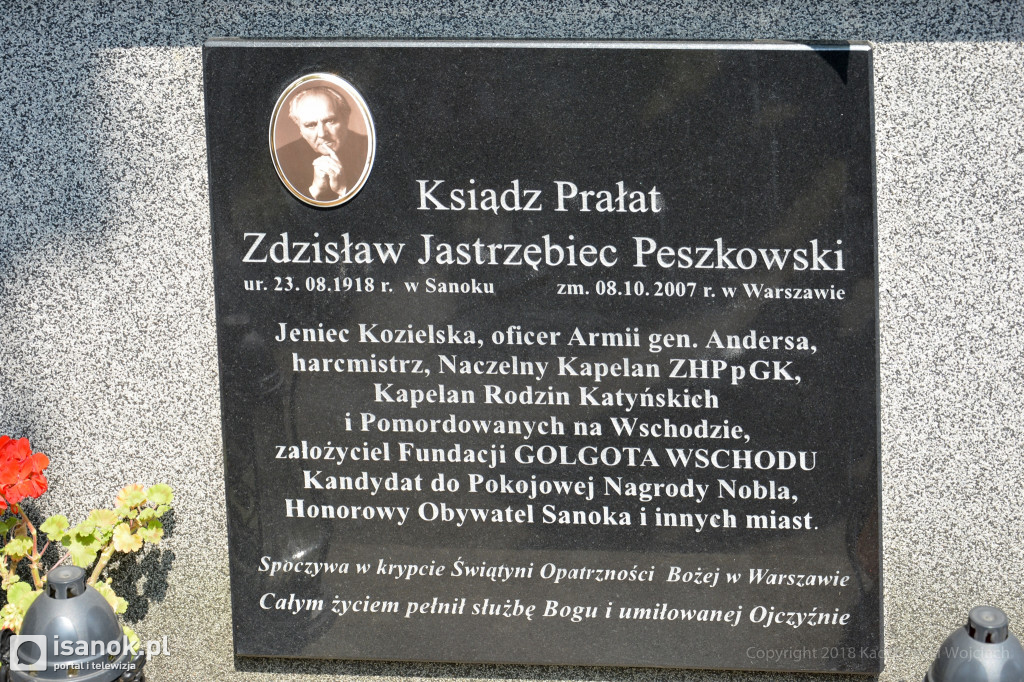 Ksiądz Prałat
Zdzisław Jastrzębiec Peszkowski
ur. 23. 08.1918 r. w Sanoku zm. 08.10. 2007 r. w Warszawie
Jeniec Kozielska, oficer Armii gen. Andersa,
harcmistrz, Naczelny Kapelan ZHPpGK,
Kapelan Rodzin Katyńskich
i Pomordowanych na Wschodzie,
założyciel Fundacji GOLGOTA WSCHODU
Kandydat do Pokojowej Nagrody Nobla,
Honorowy Obywatel Sanoka i innych miast.
Spoczywa w krypcie Świątyni Opatrzności Bożej w Warszawie
Całym życiem pełnił służbę Bogu i umiłowanej Ojczyźnie
isanok.pl
portal i telewizja
Copyright 2018